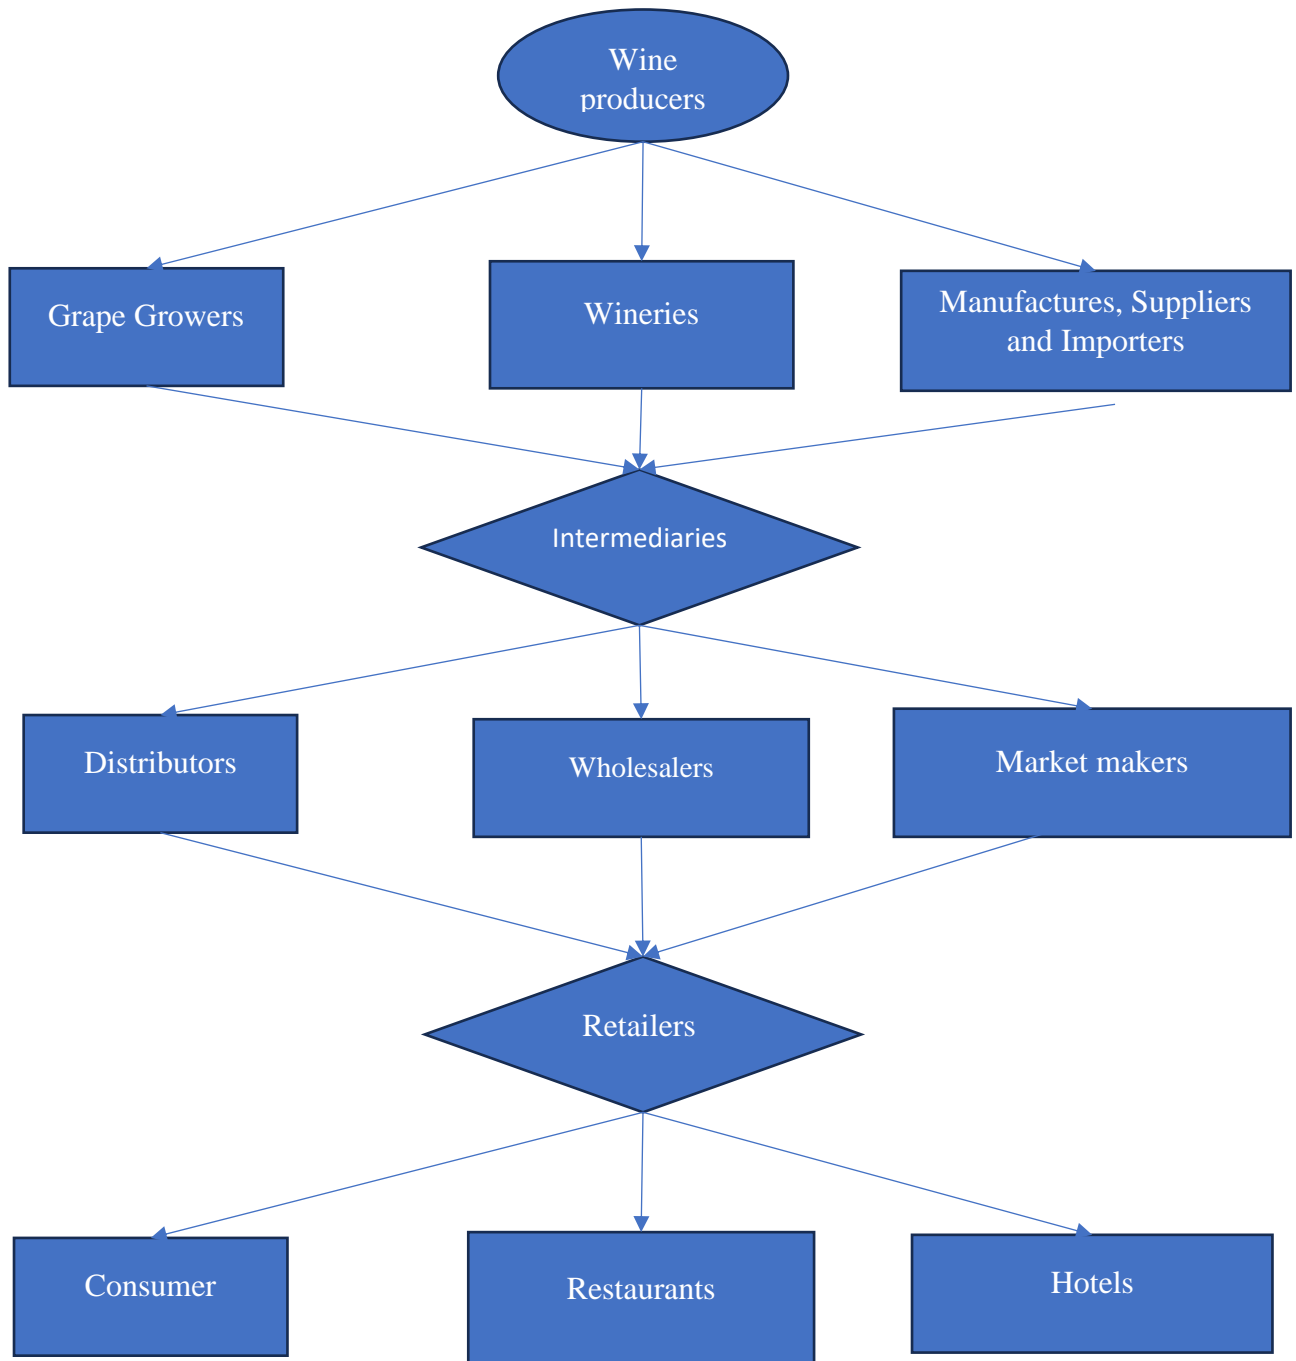 Wine
producers
Grape Growers
Wineries
Manufactures, Suppliers
and Importers
Intermediaries
Distributors
Wholesalers
Market makers
Retailers
Consumer
Restaurants
Hotels